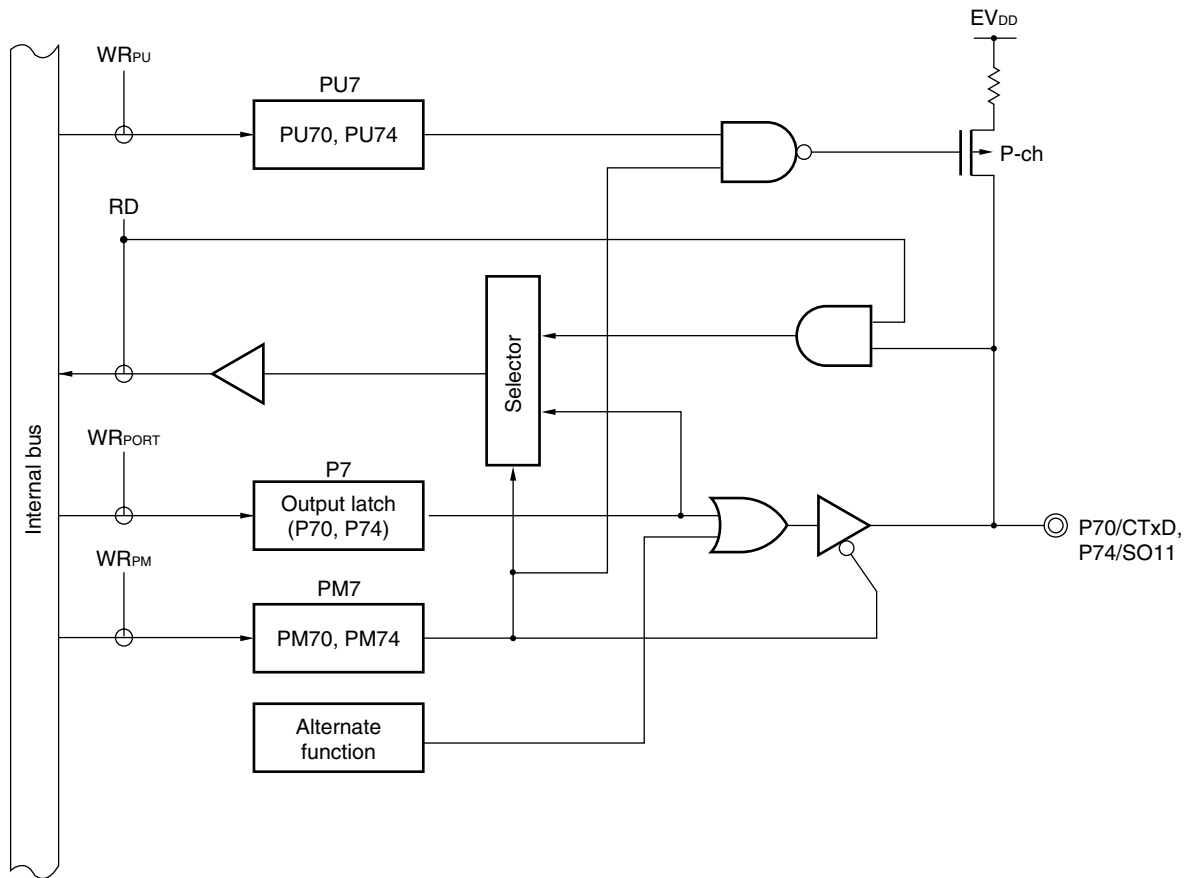 EVDD
WRPU
PU7
PU70, PU74
P-ch
RD
Selector
Internal bus
WRPORT
P7
Output latch
(P70, P74)
P70/CTxD,
P74/SO11
WRPM
PM7
PM70, PM74
Alternate
function